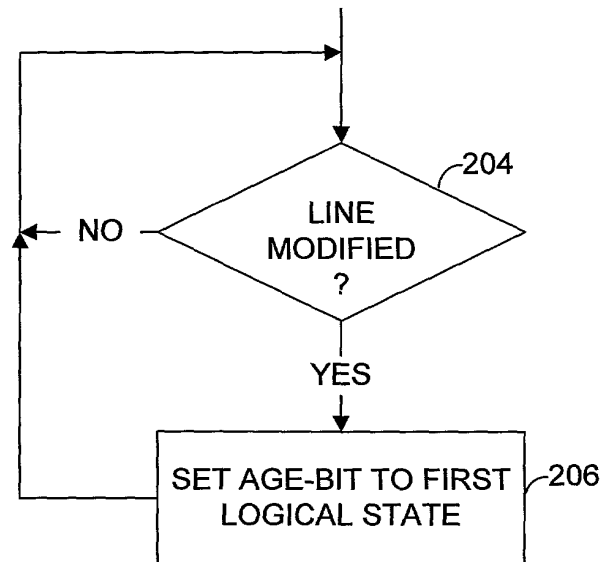 204
LINE
MODIFIED
?
NO
YES
SET AGE-BIT TO FIRST
LOGICAL STATE
206